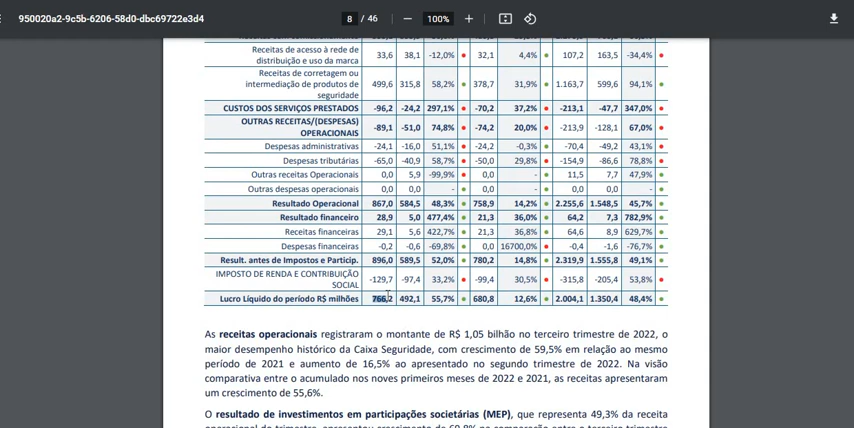 950020a2-9c5b-6206-58d0-dbc69722e3d4 8 / 46 100%
Receitas de acesso à rede de
distribuição e uso da marca 33,6 38,1 -12,0% 32,1 4,4% 107,2 163,5 -34,4%
Receitas de corretagem ou
intermediação de produtos de
seguridade 499,6 315,8 58,2% 378,7 31,9% 1.163,7 599,6 94,1%
CUSTOS DOS SERVIÇOS PRESTADOS -96,2 -24,2 297,1% -70,2 37,2% -213,1 -47,7 347,0%
OUTRAS RECEITAS/(DESPESAS)
OPERACIONAIS -89,1 -51,0 74,8% -74,2 20,0% -213,9 -128,1 67,0%
Despesas administrativas -24,1 -16,0 51,1% -24,2 -0,3% -70,4 -49,2 43,1%
Despesas tributárias -65,0 -40,9 58,7% -50,0 29,8% -154,9 -86,6 78,8%
Outras receitas Operacionais 0,0 5,9 -99,9% 0,0 - 11,5 7,7 47,9%
Outras despesas operacionais 0,0 0,0 - 0,0 - 0,0 0,0 -
Resultado Operacional 867,0 584,5 48,3% 758,9 14,2% 2.255,6 1.548,5 45,7%
Resultado financeiro 28,9 5,0 477,4% 21,3 36,0% 64,2 7,3 782,9%
Receitas financeiras 29,1 5,6 422,7% 21,3 36,8% 64,6 8,9 629,7%
Despesas financeiras -0,2 -0,6 -69,8% 0,0 16700,0% -0,4 -1,6 -76,7%
Result. antes de Impostos e Particip. 896,0 589,5 52,0% 780,2 14,8% 2.319,9 1.555,8 49,1%
IMPOSTO DE RENDA E CONTRIBUIÇÃO
SOCIAL -129,7 -97,4 33,2% -99,4 30,5% -315,8 -205,4 53,8%
Lucro Líquido do período R$ milhões 766,2 492,1 55,7% 680,8 12,6% 2.004,1 1.350,4 48,4%
As receitas operacionais registraram o montante de R$ 1,05 bilhão no terceiro trimestre de 2022, o
maior desempenho histórico da Caixa Seguridade, com crescimento de 59,5% em relação ao mesmo
período de 2021 e aumento de 16,5% ao apresentado no segundo trimestre de 2022. Na visão
comparativa entre o acumulado nos nove primeiros meses de 2022 e 2021, as receitas apresentaram
um crescimento de 55,6%.
O resultado de investimentos em participações societárias (MEP), que representa 49,3% da receita